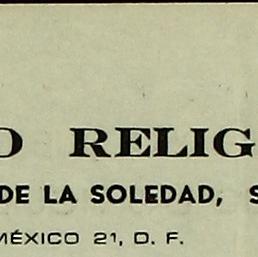 O RELIG
DE LA SOLEDAD, S
MÉXICO 21, D. F.